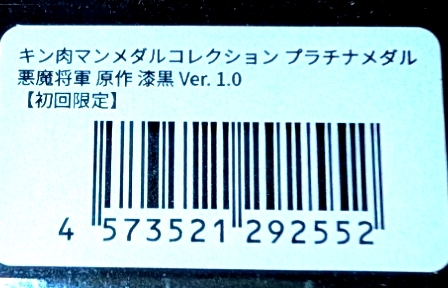 キン肉マンメダルコレクション プラチナメダル
悪魔将軍 原作 漆黒 Ver. 1.0
【初回限定】
4 573521 292552